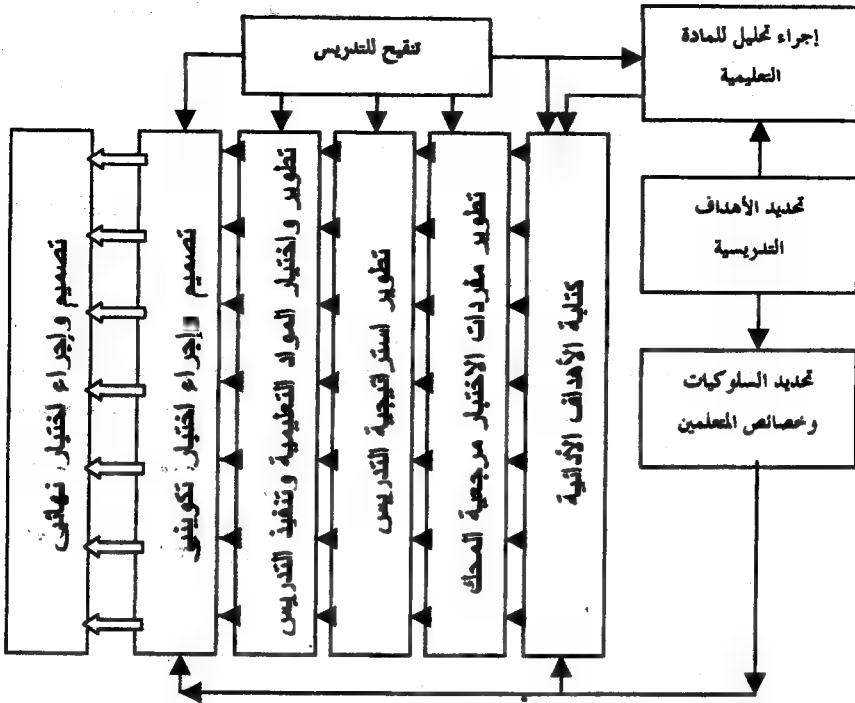 إجراء تحليل للمادة
التعليمية
تنقيح للتدريس
تحديد الأهداف
التدريسية
تحديد السلوكيات
وخصائص المتعلمين
كتابة الأهداف الأدائية
تطوير مفردات الاختبار مرجعية المحك
تطوير استراتيجية التدريس
تطوير واختيار المواد التعليمية وتنفيذ التدريس
تصميم وإجراء اختبار تكويني
تصميم وإجراء اختبار نهائي